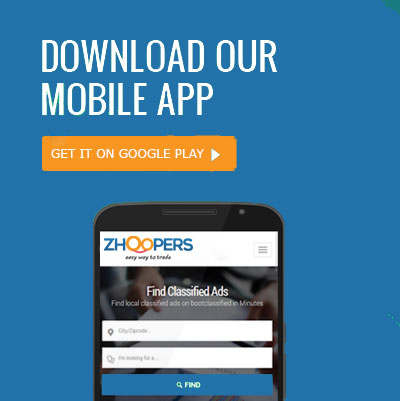 DOWNLOAD OUR
MOBILE APP
GET IT ON GOOGLE PLAY
ZHOOPERS
easy way to trade
Find Classified Ads
Find local classified ads on bootclassified in Minutes
City/Zipcode...
I'm looking for a ...
FIND